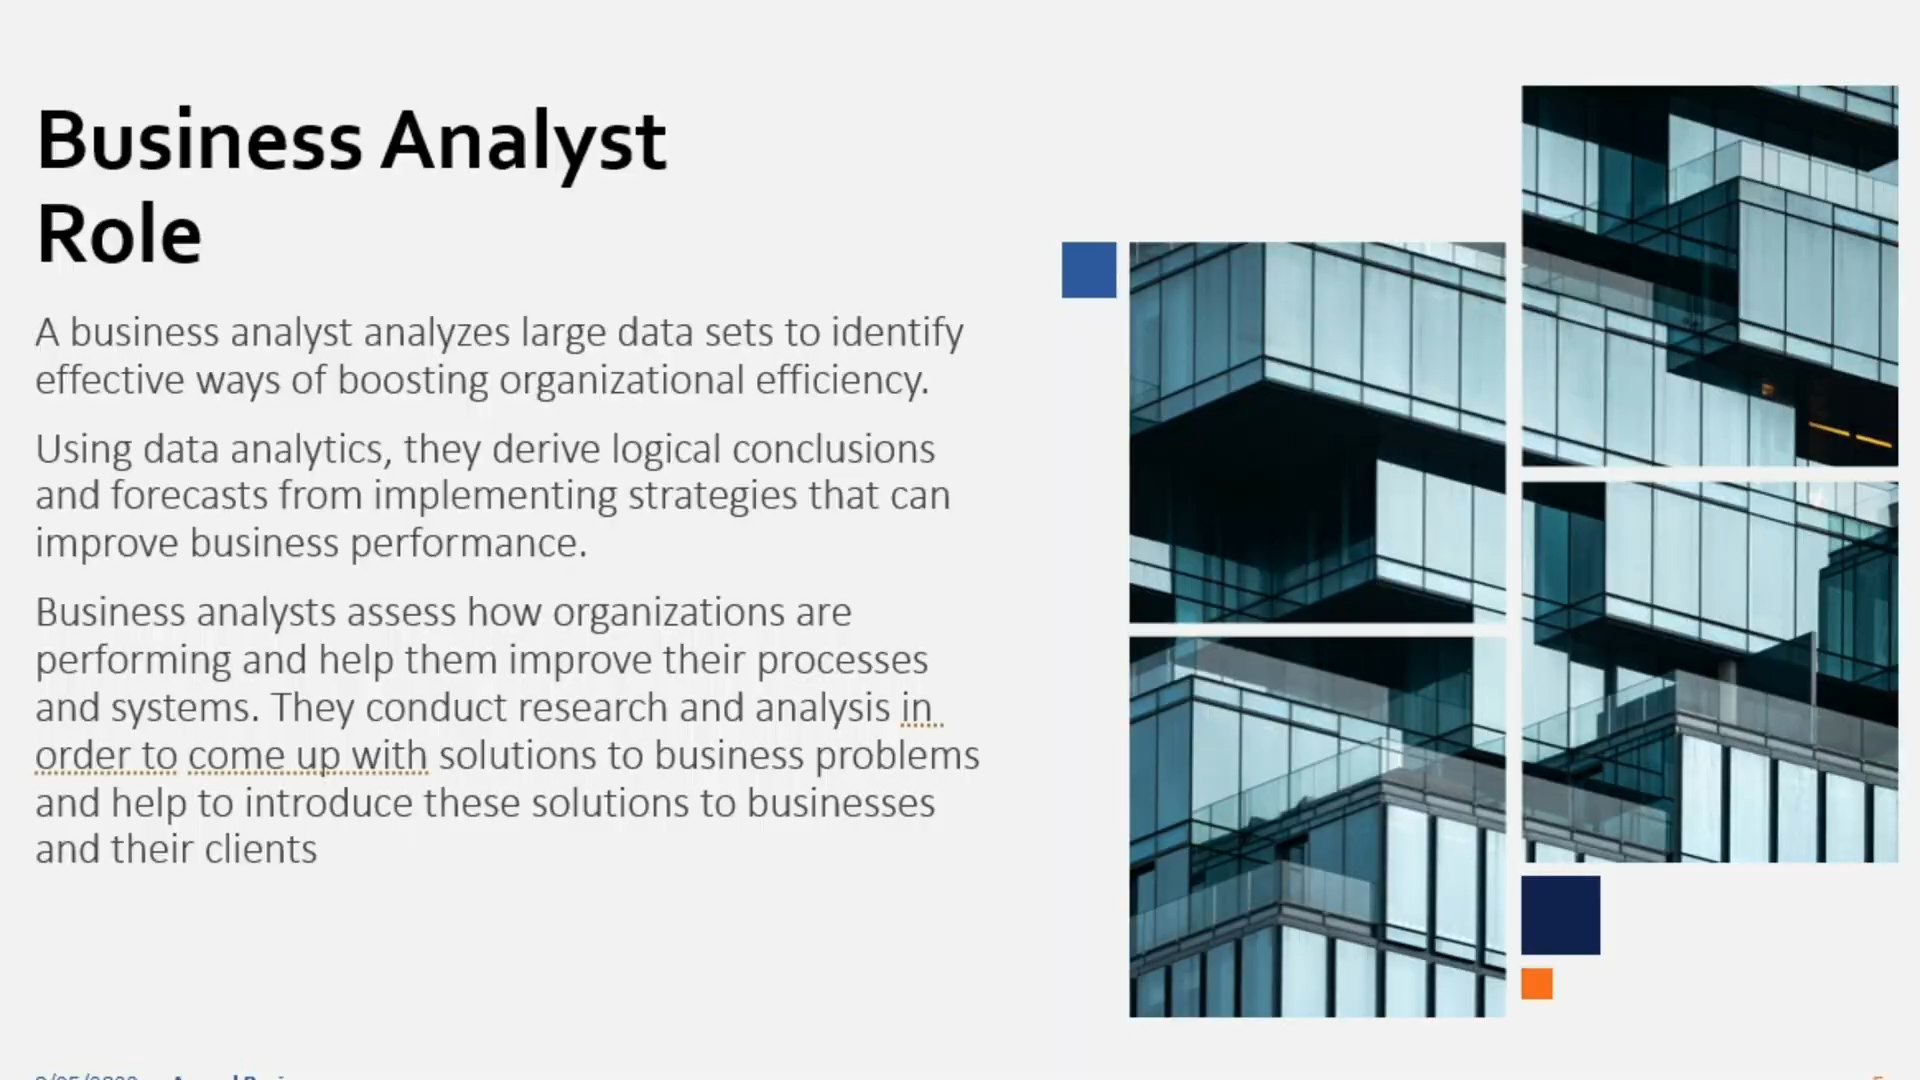 Business Analyst
Role
A business analyst analyzes large data sets to identify
effective ways of boosting organizational efficiency.
Using data analytics, they derive logical conclusions
and forecasts from implementing strategies that can
improve business performance.
Business analysts assess how organizations are
performing and help them improve their processes
and systems. They conduct research and analysis in
order to come up with solutions to business problems
and help to introduce these solutions to businesses
and their clients